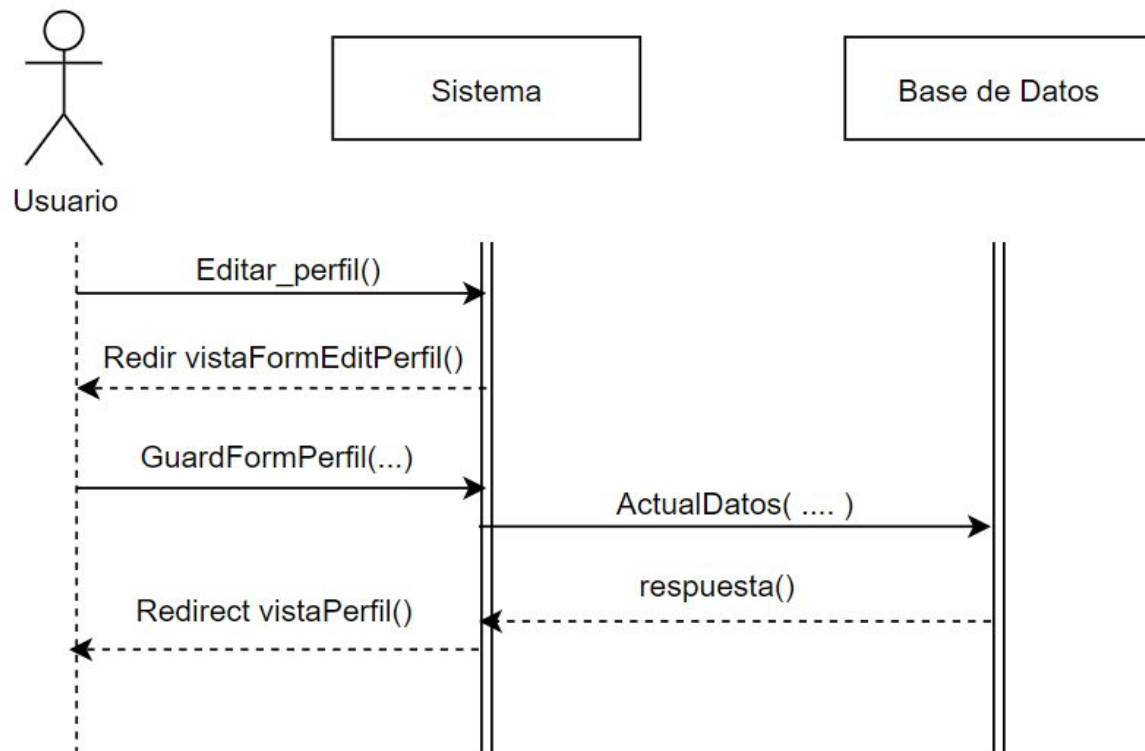 Sistema
Base de Datos
Usuario
Editar_perfil()
Redir vistaFormEditPerfil()
GuardFormPerfil(...)
ActualDatos( .... )
respuesta()
Redirect vistaPerfil()